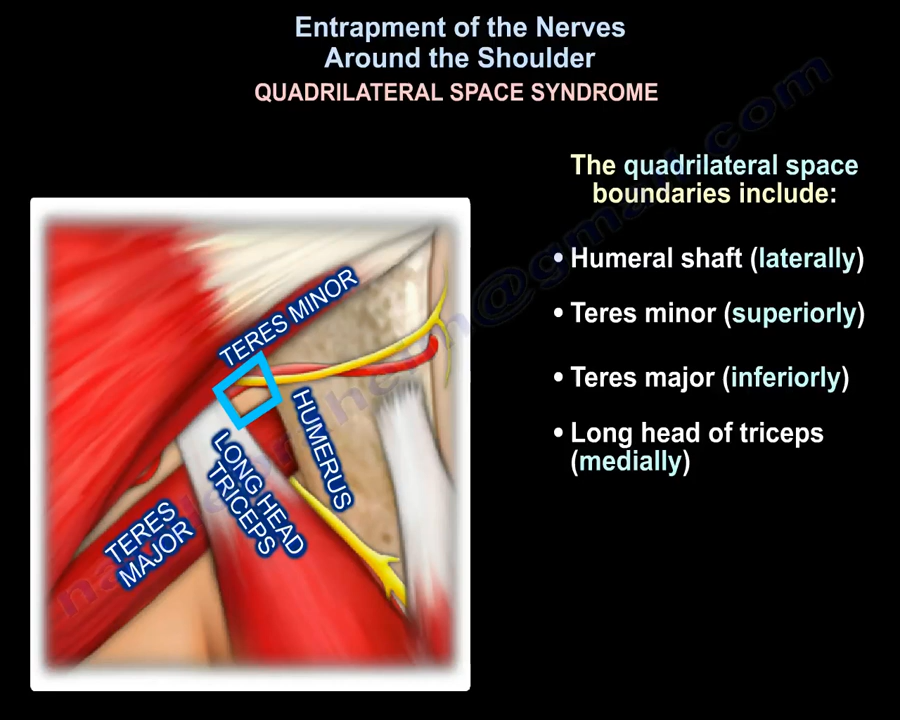 Entrapment of the Nerves
Around the Shoulder
QUADRILATERAL SPACE SYNDROME
The quadrilateral space
boundaries include:
• Humeral shaft (laterally)
• Teres minor (superiorly)
• Teres major (inferiorly)
• Long head of triceps
(medially)
TERES MINOR
HUMERUS
LONG HEAD
TRICEPS
TERES
MAJOR